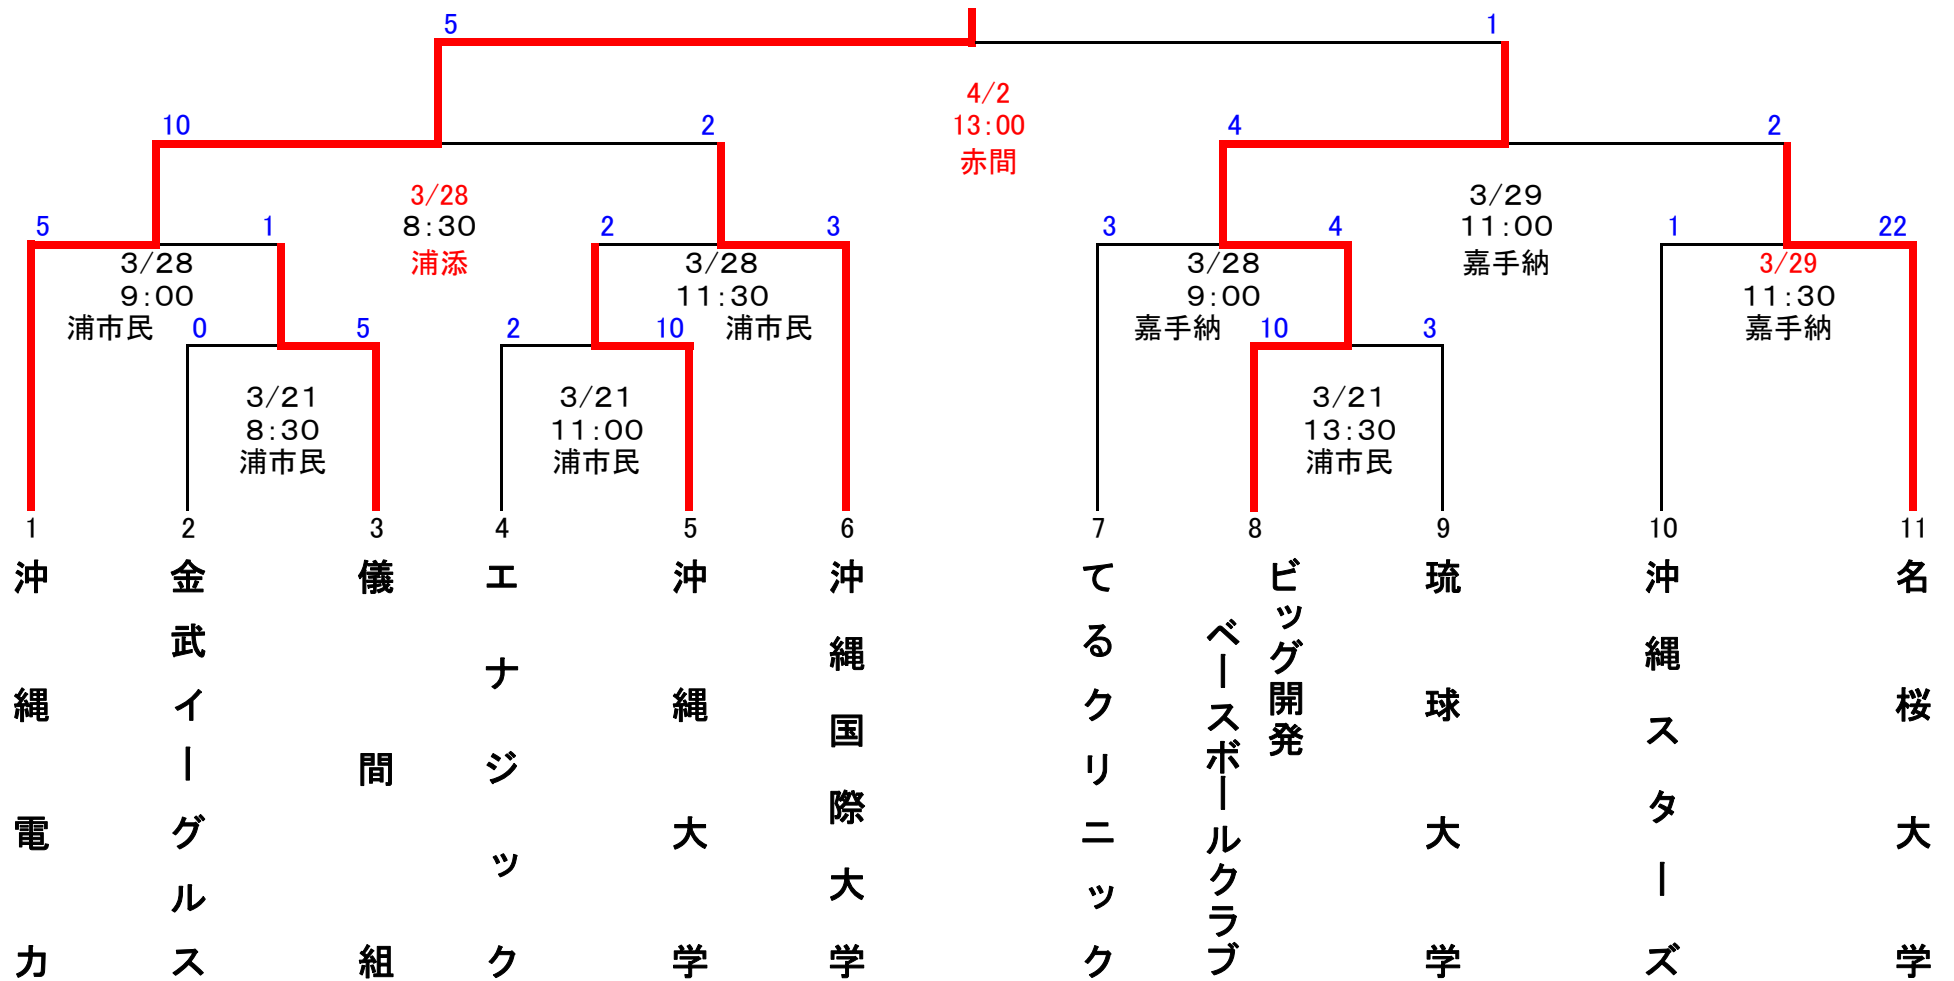 5
1
4/2
13:00
赤間
10
2
4
2
3/28
8:30
浦添
3/29
11:00
嘉手納
5
1
2
3
3
4
1
22
3/28
9:00
浦市民
3/28
11:30
浦市民
3/28
9:00
嘉手納
3/29
11:30
嘉手納
0
5
2
10
10
3
3/21
8:30
浦市民
3/21
11:00
浦市民
3/21
13:30
浦市民
1
2
3
4
5
6
7
8
9
10
11
沖縄電力
金武イーグルス
儀間組
エナジック
沖縄大学
沖縄国際大学
てるクリニック
ビッグ開発
ベースボールクラブ
琉球大学
沖縄スターズ
名桜大学